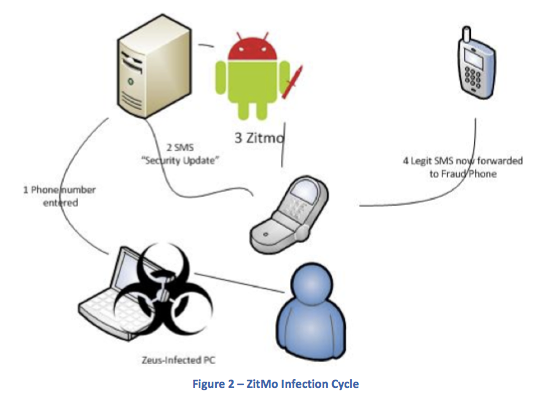 3 Zitmo
2 SMS
"Security Update"
4 Legit SMS now forwarded
to Fraud Phone
1 Phone number
entered
Zeus-Infected PC
Figure 2 – ZitMo Infection Cycle